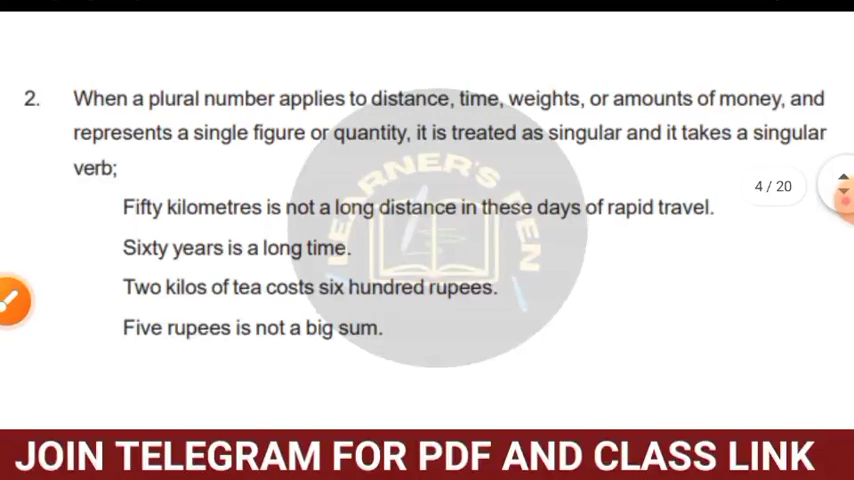 2. When a plural number applies to distance, time, weights, or amounts of money, and
represents a single figure or quantity, it is treated as singular and it takes a singular
verb;
4 / 20
Fifty kilometres is not a long distance in these days of rapid travel.
Sixty years is a long time.
Two kilos of tea costs six hundred rupees.
Five rupees is not a big sum.
LEARNER'S PEN
JOIN TELEGRAM FOR PDF AND CLASS LINK